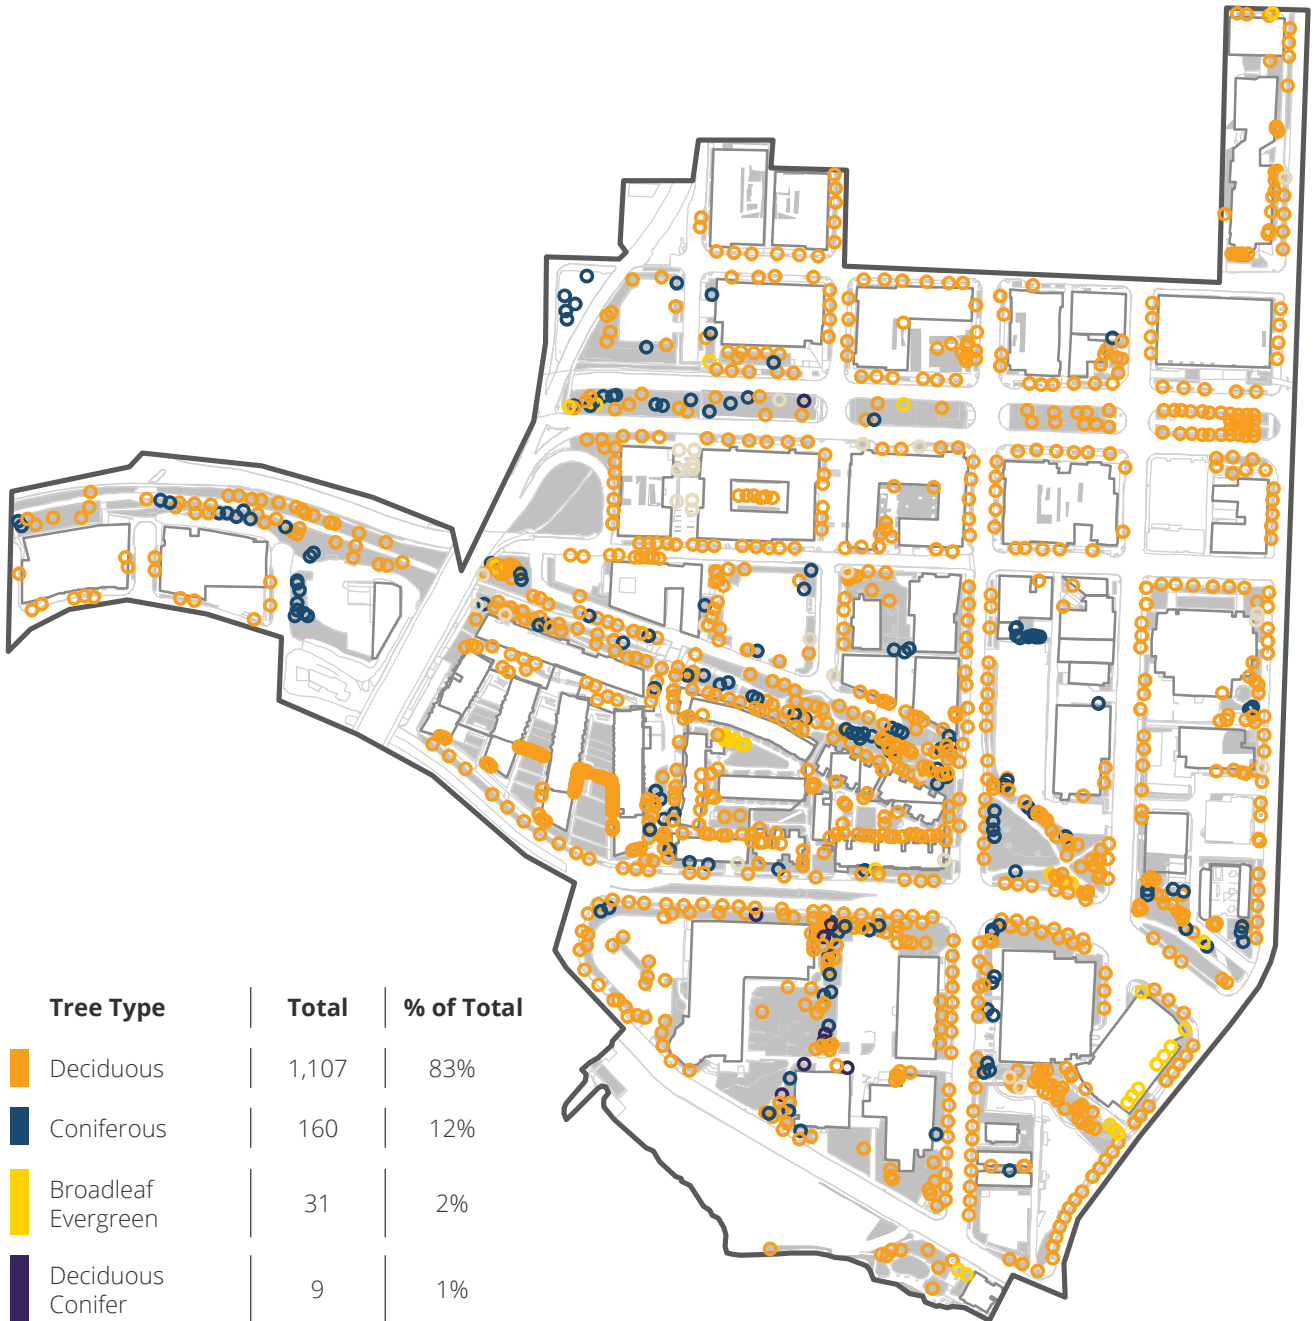 Tree Type Total % of Total
Deciduous 1,107 83%
Coniferous 160 12%
Broadleaf
Evergreen 31 2%
Deciduous
Conifer 9 1%